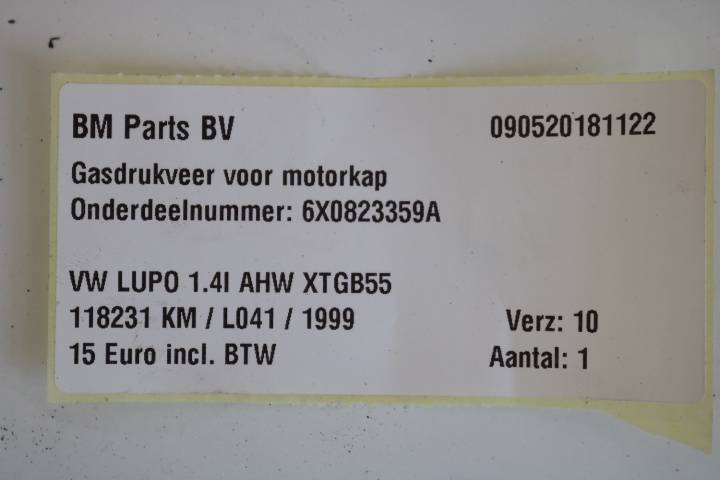 BM Parts BV 090520181122
Gasdrukveer voor motorkap
Onderdeelnummer: 6X0823359A
VW LUPO 1.4I AHW XTGB55
118231 KM / L041 / 1999 Verz: 10
15 Euro incl. BTW Aantal: 1